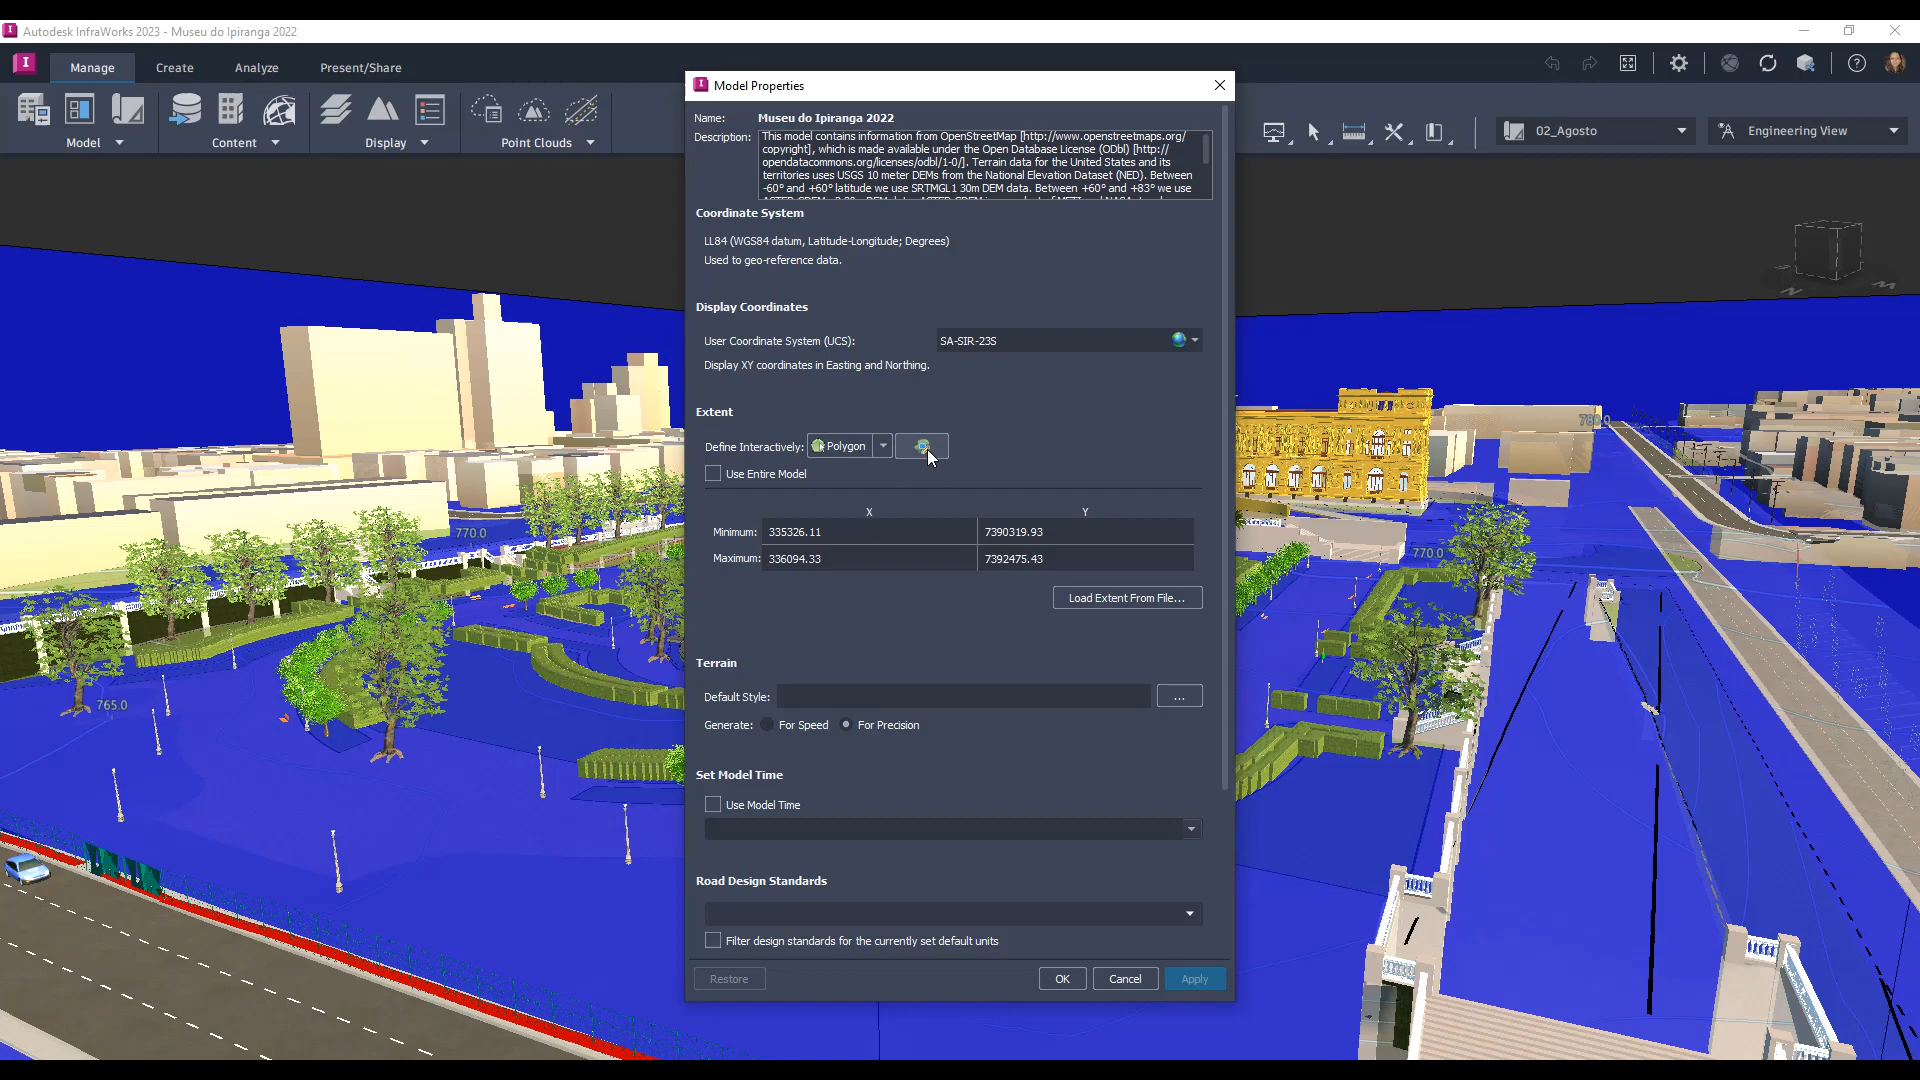 Autodesk InfraWorks 2023 - Museu do Ipiranga 2022
Manage
Create
Analyze
Present/Share
Model
Content
Display
Point Clouds
02_Agosto
Engineering View
Model Properties
Name: Museu do Ipiranga 2022
Description: This model contains information from OpenStreetMap [http://www.openstreetmaps.org/
copyright], which is made available under the Open Database License (ODbl) [http://
opendatacommons.org/licenses/odbl/1-0/]. Terrain data for the United States and its
territories uses USGS 10 meter DEMs from the National Elevation Dataset (NED). Between
-60° and +60° latitude we use SRTMGL1 30m DEM data. Between +60° and +83° we use
Coordinate System
LL84 (WGS84 datum, Latitude-Longitude; Degrees)
Used to geo-reference data.
Display Coordinates
User Coordinate System (UCS): SA-SIR-23S
Display XY coordinates in Easting and Northing.
Extent
Define Interactively: Polygon
Use Entire Model
X Y
Minimum: 335326.11 7390319.93
Maximum: 336094.33 7392475.43
Load Extent From File...
Terrain
Default Style: ...
Generate: For Speed For Precision
Set Model Time
Use Model Time
Road Design Standards
Filter design standards for the currently set default units
Restore OK Cancel Apply
770.0
765.0
780.0
770.0